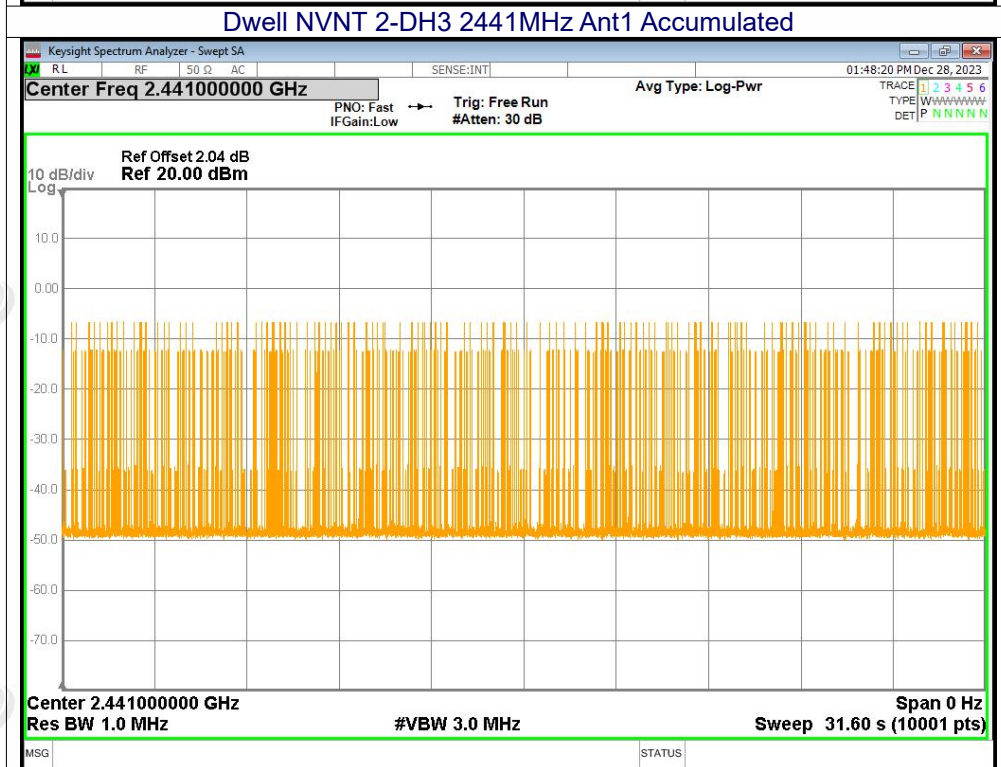 Dwell NVNT 2-DH3 2441MHz Ant1 Accumulated
Keysight Spectrum Analyzer - Swept SA
LXI RL RF 50 Ω AC SENSE:INT 01:48:20 PM Dec 28, 2023
Center Freq 2.441000000 GHz Avg Type: Log-Pwr TRACE 1 2 3 4 5 6
PNO: Fast Trig: Free Run TYPE WWWWWWW
IFGain:Low #Atten: 30 dB DET P N N N N N
Ref Offset 2.04 dB
10 dB/div Ref 20.00 dBm
Log
10.0
0.00
-10.0
-20.0
-30.0
-40.0
-50.0
-60.0
-70.0
Center 2.441000000 GHz Span 0 Hz
Res BW 1.0 MHz #VBW 3.0 MHz Sweep 31.60 s (10001 pts)
MSG STATUS